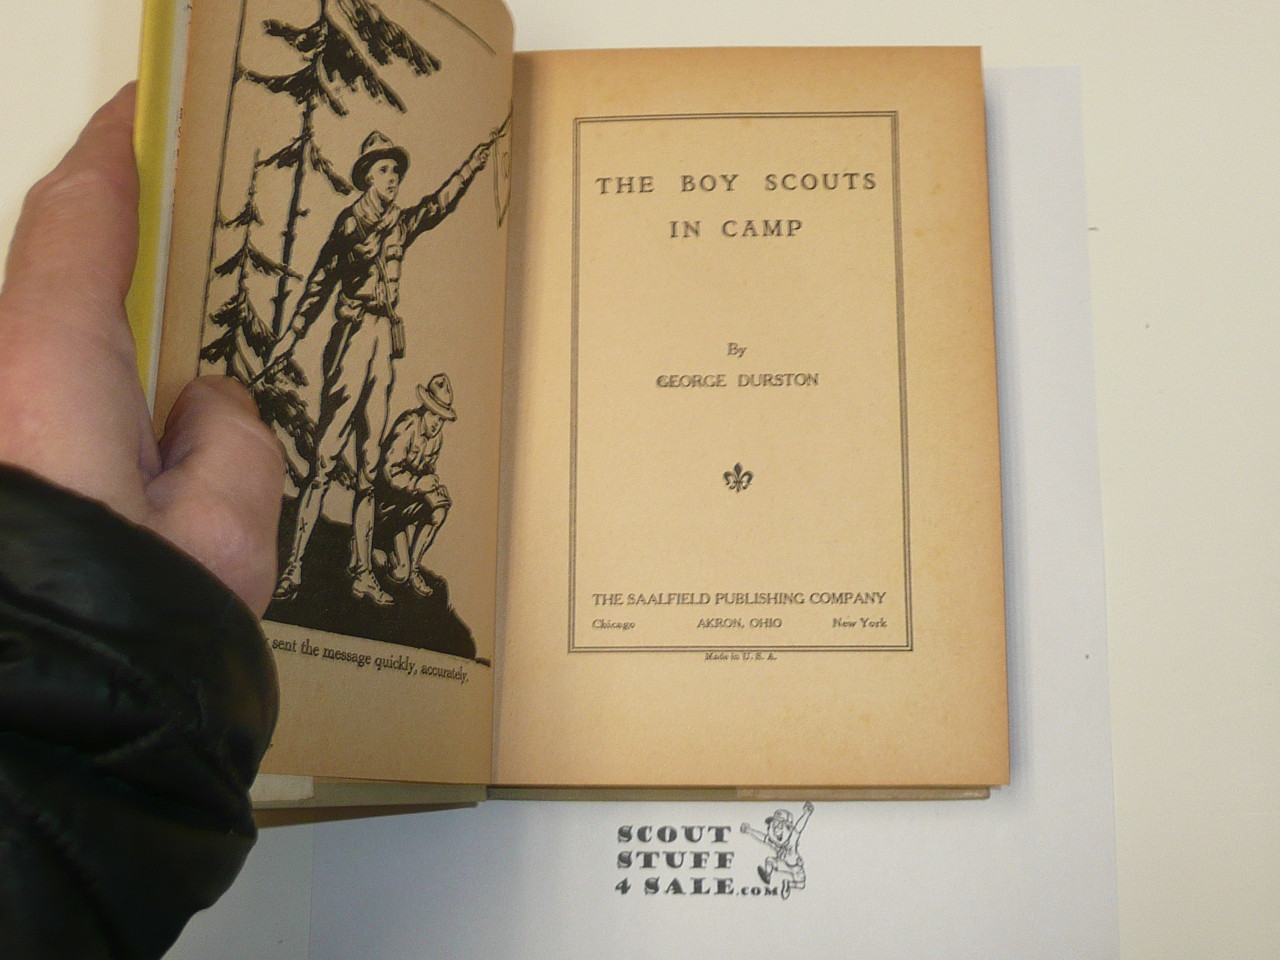 sent the message quickly, accurately.
THE BOY SCOUTS
IN CAMP
By
GEORGE DURSTON
THE SAALFIELD PUBLISHING COMPANY
Chicago AKRON, OHIO New York
Made in U. S. A.
SCOUT
STUFF
4 SALE.COM